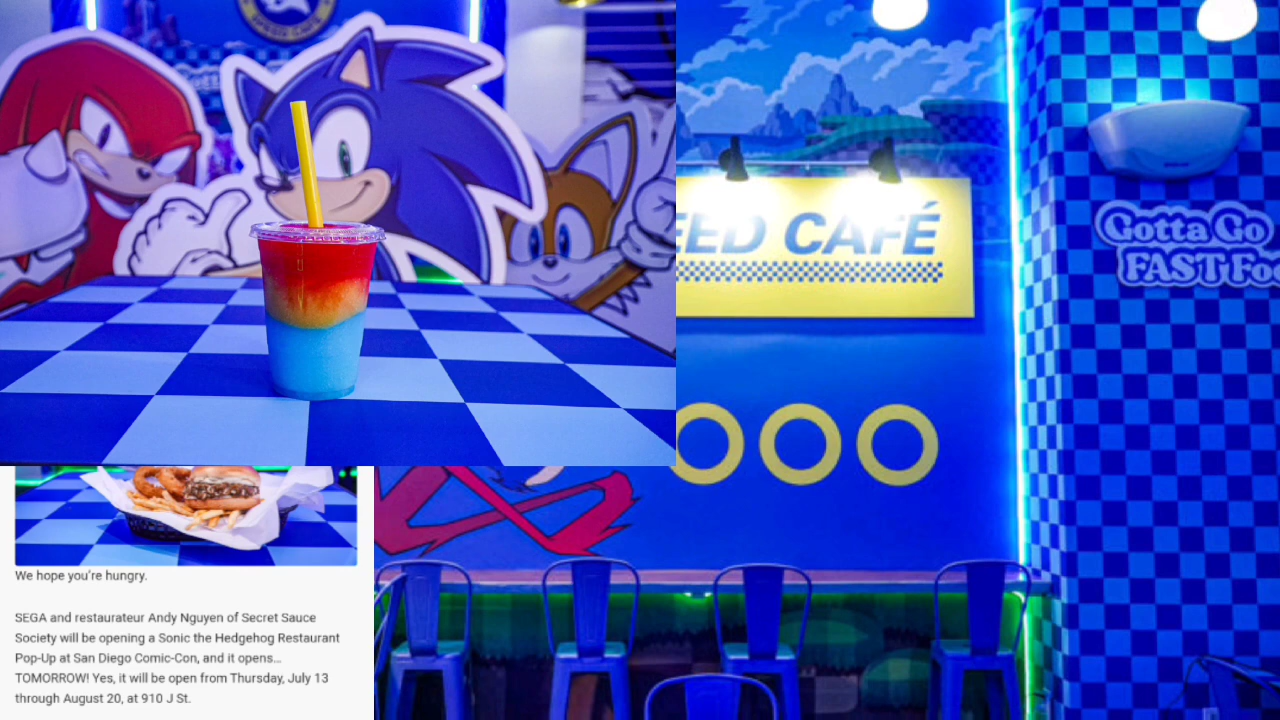 EED CAFÉ
Gotta Go
FAST Foo
We hope you're hungry.
SEGA and restaurateur Andy Nguyen of Secret Sauce
Society will be opening a Sonic the Hedgehog Restaurant
Pop-Up at San Diego Comic-Con, and it opens...
TOMORROW! Yes, it will be open from Thursday, July 13
through August 20, at 910 J St.